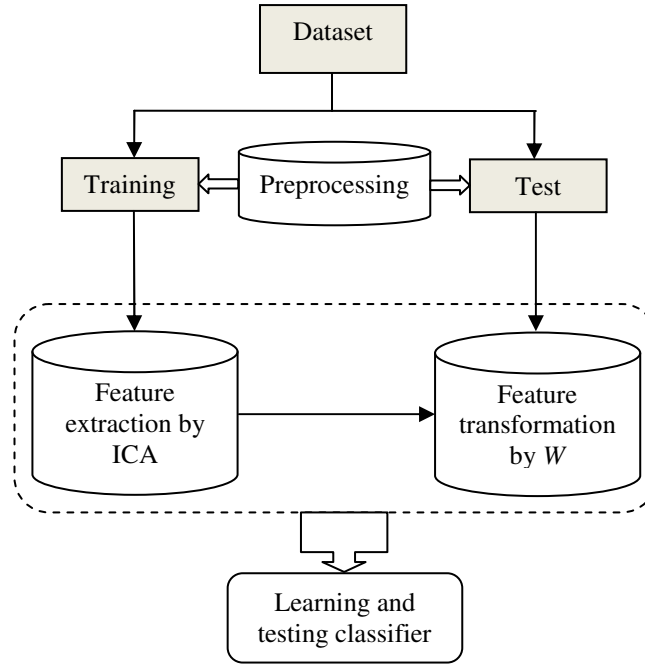 Dataset
Training
Preprocessing
Test
Feature
extraction by
ICA
Feature
transformation
by W
Learning and
testing classifier